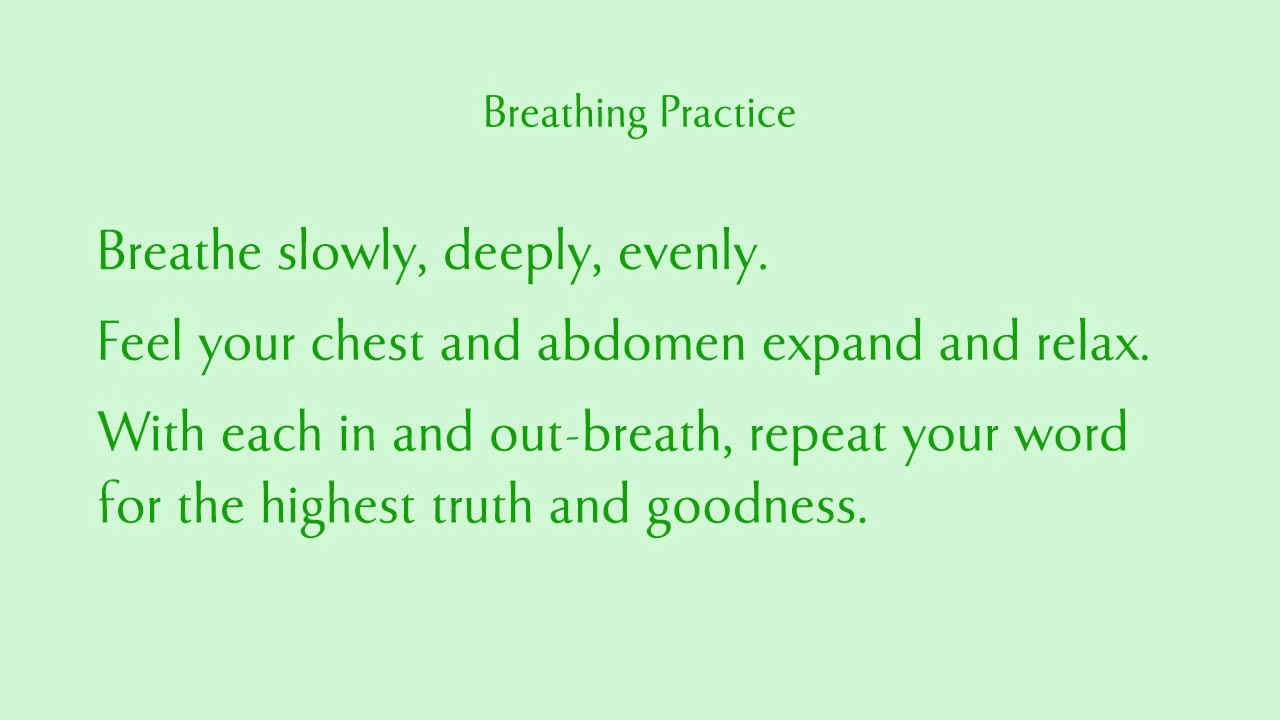 Breathing Practice
Breathe slowly, deeply, evenly.
Feel your chest and abdomen expand and relax.
With each in and out-breath, repeat your word
for the highest truth and goodness.